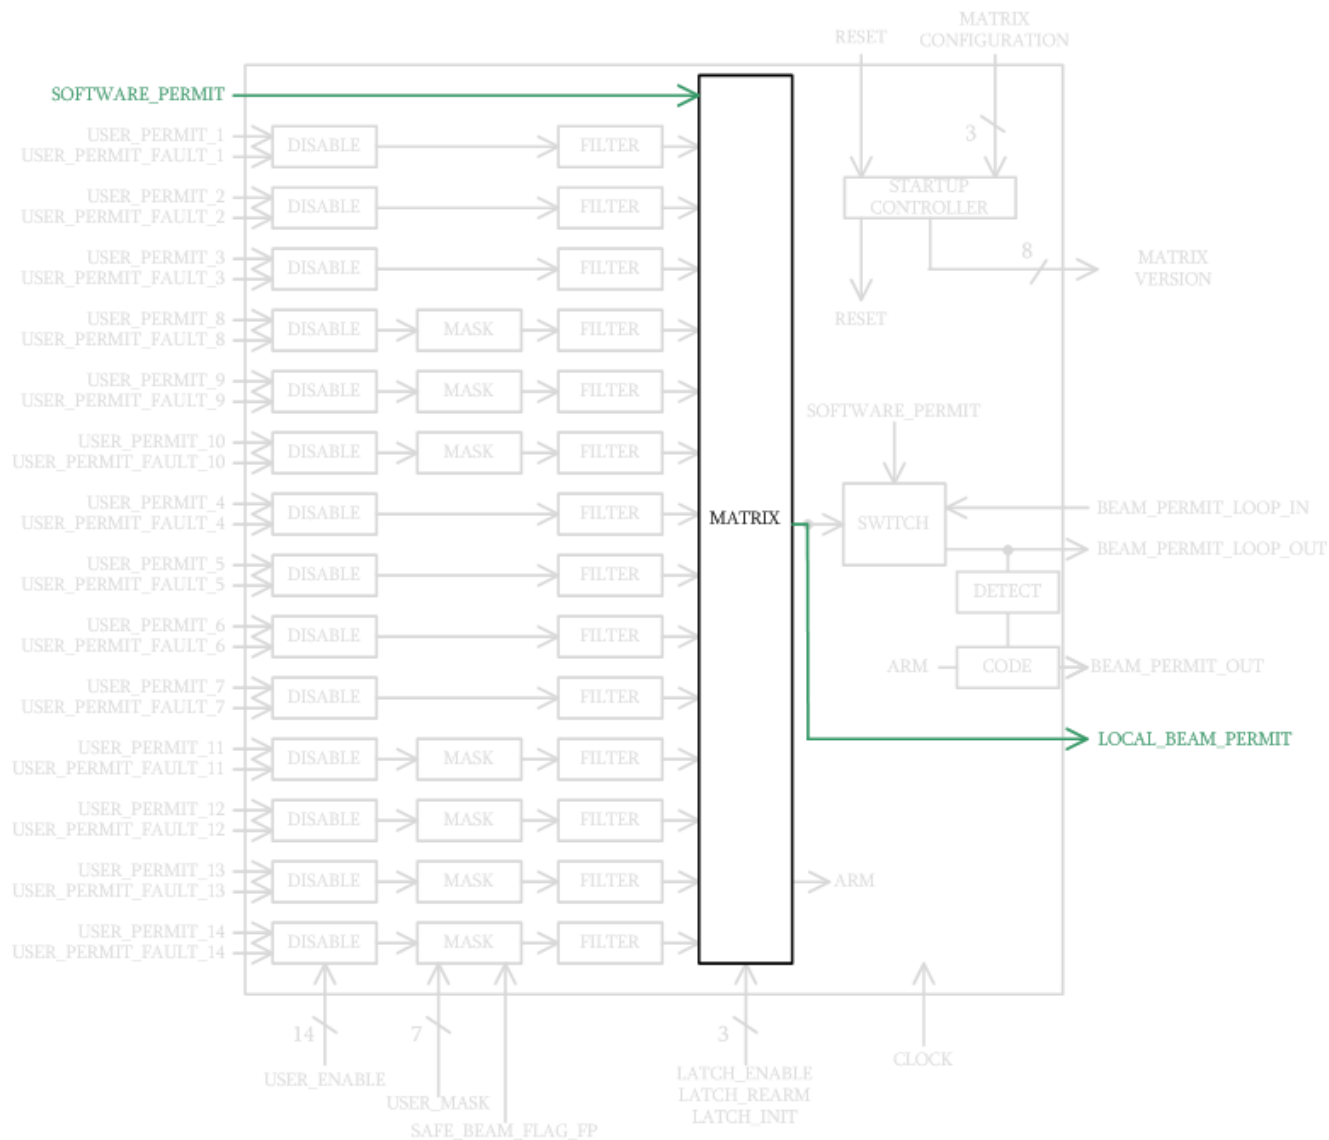 RESET
MATRIX
CONFIGURATION
SOFTWARE_PERMIT
USER_PERMIT_1
USER_PERMIT_FAULT_1
DISABLE
FILTER
3
USER_PERMIT_2
USER_PERMIT_FAULT_2
DISABLE
FILTER
STARTUP
CONTROLLER
USER_PERMIT_3
USER_PERMIT_FAULT_3
DISABLE
FILTER
8
MATRIX
VERSION
USER_PERMIT_8
USER_PERMIT_FAULT_8
DISABLE
MASK
FILTER
RESET
USER_PERMIT_9
USER_PERMIT_FAULT_9
DISABLE
MASK
FILTER
SOFTWARE_PERMIT
USER_PERMIT_10
USER_PERMIT_FAULT_10
DISABLE
MASK
FILTER
USER_PERMIT_4
USER_PERMIT_FAULT_4
DISABLE
FILTER
MATRIX
SWITCH
BEAM_PERMIT_LOOP_IN
BEAM_PERMIT_LOOP_OUT
USER_PERMIT_5
USER_PERMIT_FAULT_5
DISABLE
FILTER
DETECT
USER_PERMIT_6
USER_PERMIT_FAULT_6
DISABLE
FILTER
ARM
CODE
BEAM_PERMIT_OUT
USER_PERMIT_7
USER_PERMIT_FAULT_7
DISABLE
FILTER
LOCAL_BEAM_PERMIT
USER_PERMIT_11
USER_PERMIT_FAULT_11
DISABLE
MASK
FILTER
USER_PERMIT_12
USER_PERMIT_FAULT_12
DISABLE
MASK
FILTER
USER_PERMIT_13
USER_PERMIT_FAULT_13
DISABLE
MASK
FILTER
ARM
USER_PERMIT_14
USER_PERMIT_FAULT_14
DISABLE
MASK
FILTER
14
7
3
USER_ENABLE
USER_MASK
SAFE_BEAM_FLAG_FP
LATCH_ENABLE
LATCH_REARM
LATCH_INIT
CLOCK